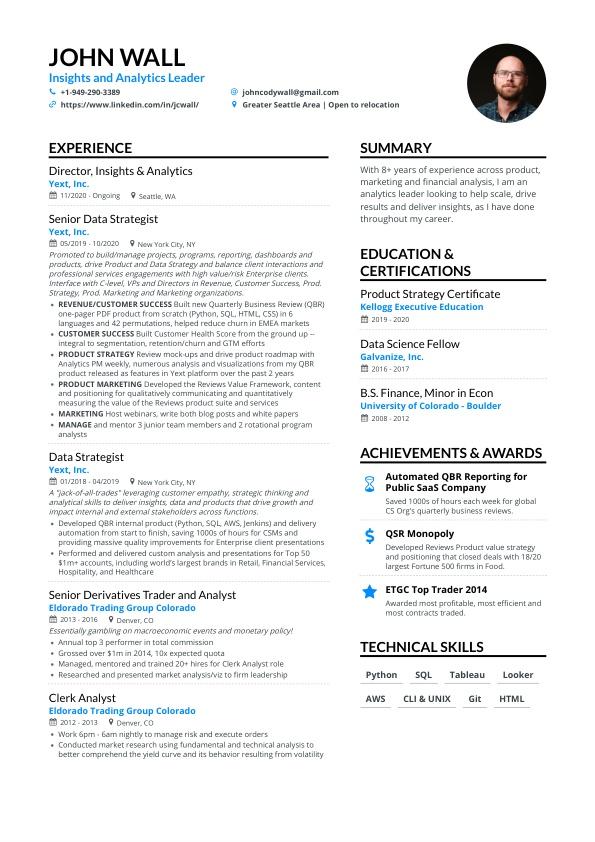 JOHN WALL
Insights and Analytics Leader
+1-949-290-3389
johncodywall@gmail.com
https://www.linkedin.com/in/jcwall/
Greater Seattle Area | Open to relocation
EXPERIENCE
Director, Insights & Analytics
Yext, Inc.
11/2020 - Ongoing
Seattle, WA
Senior Data Strategist
Yext, Inc.
05/2019 - 10/2020
New York City, NY
Promoted to build/manage projects, programs, reporting, dashboards and
products, drive Product and Data Strategy and balance client interactions and
professional services engagements with high value/risk Enterprise clients.
Interface with C-level, VPs and Directors in Revenue, Customer Success, Prod.
Strategy, Prod. Marketing and Marketing organizations.
• REVENUE/CUSTOMER SUCCESS Built new Quarterly Business Review (QBR)
one-pager PDF product from scratch (Python, SQL, HTML, CSS) in 6
languages and 42 permutations, helped reduce churn in EMEA markets
• CUSTOMER SUCCESS Built Customer Health Score from the ground up --
integral to segmentation, retention/churn and GTM efforts
• PRODUCT STRATEGY Review mock-ups and drive product roadmap with
Analytics PM weekly, numerous analysis and visualizations from my QBR
product released as features in Yext platform over the past 2 years
• PRODUCT MARKETING Developed the Reviews Value Framework, content
and positioning for qualitatively communicating and quantitatively
measuring the value of the Reviews product suite and services
• MARKETING Host webinars, write both blog posts and white papers
• MANAGE and mentor 3 junior team members and 2 rotational program
analysts
Data Strategist
Yext, Inc.
01/2018 - 04/2019
New York City, NY
A "jack-of-all-trades" leveraging customer empathy, strategic thinking and
analytical skills to deliver insights, data and products that drive growth and
impact internal and external stakeholders across functions.
• Developed QBR internal product (Python, SQL, AWS, Jenkins) and delivery
automation from start to finish, saving 1000s of hours for CSMs and
providing massive quality improvements for Enterprise client presentations
• Performed and delivered custom analysis and presentations for Top 50
$1m+ accounts, including world's largest brands in Retail, Financial Services,
Hospitality, and Healthcare
Senior Derivatives Trader and Analyst
Eldorado Trading Group Colorado
2013 - 2016
Denver, CO
Essentially gambling on macroeconomic events and monetary policy!
• Annual top 3 performer in total commission
• Grossed over $1m in 2014, 10x expected quota
• Managed, mentored and trained 20+ hires for Clerk Analyst role
• Researched and presented market analysis/viz to firm leadership
Clerk Analyst
Eldorado Trading Group Colorado
2012 - 2013
Denver, CO
• Work 6pm - 6am nightly to manage risk and execute orders
• Conducted market research using fundamental and technical analysis to
better comprehend the yield curve and its behavior resulting from volatility
SUMMARY
With 8+ years of experience across product,
marketing and financial analysis, I am an
analytics leader looking to help scale, drive
results and deliver insights, as I have done
throughout my career.
EDUCATION &
CERTIFICATIONS
Product Strategy Certificate
Kellogg Executive Education
2019 - 2020
Data Science Fellow
Galvanize, Inc.
2016 - 2017
B.S. Finance, Minor in Econ
University of Colorado - Boulder
2008 - 2012
ACHIEVEMENTS & AWARDS
Automated QBR Reporting for
Public SaaS Company
Saved 1000s of hours each week for global
CS Org's quarterly business reviews.
QSR Monopoly
Developed Reviews Product value strategy
and positioning that closed deals with 18/20
largest Fortune 500 firms in Food.
ETGC Top Trader 2014
Awarded most profitable, most efficient and
most contracts traded.
TECHNICAL SKILLS
Python SQL Tableau Looker
AWS CLI & UNIX Git HTML